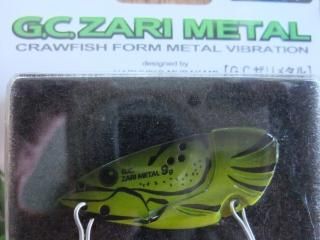 G.C. ZARI METAL
CRAWFISH FORM METAL VIBRATION
designed by
【G.C.ザリメタル】
G.C.
ZARI METAL 9g